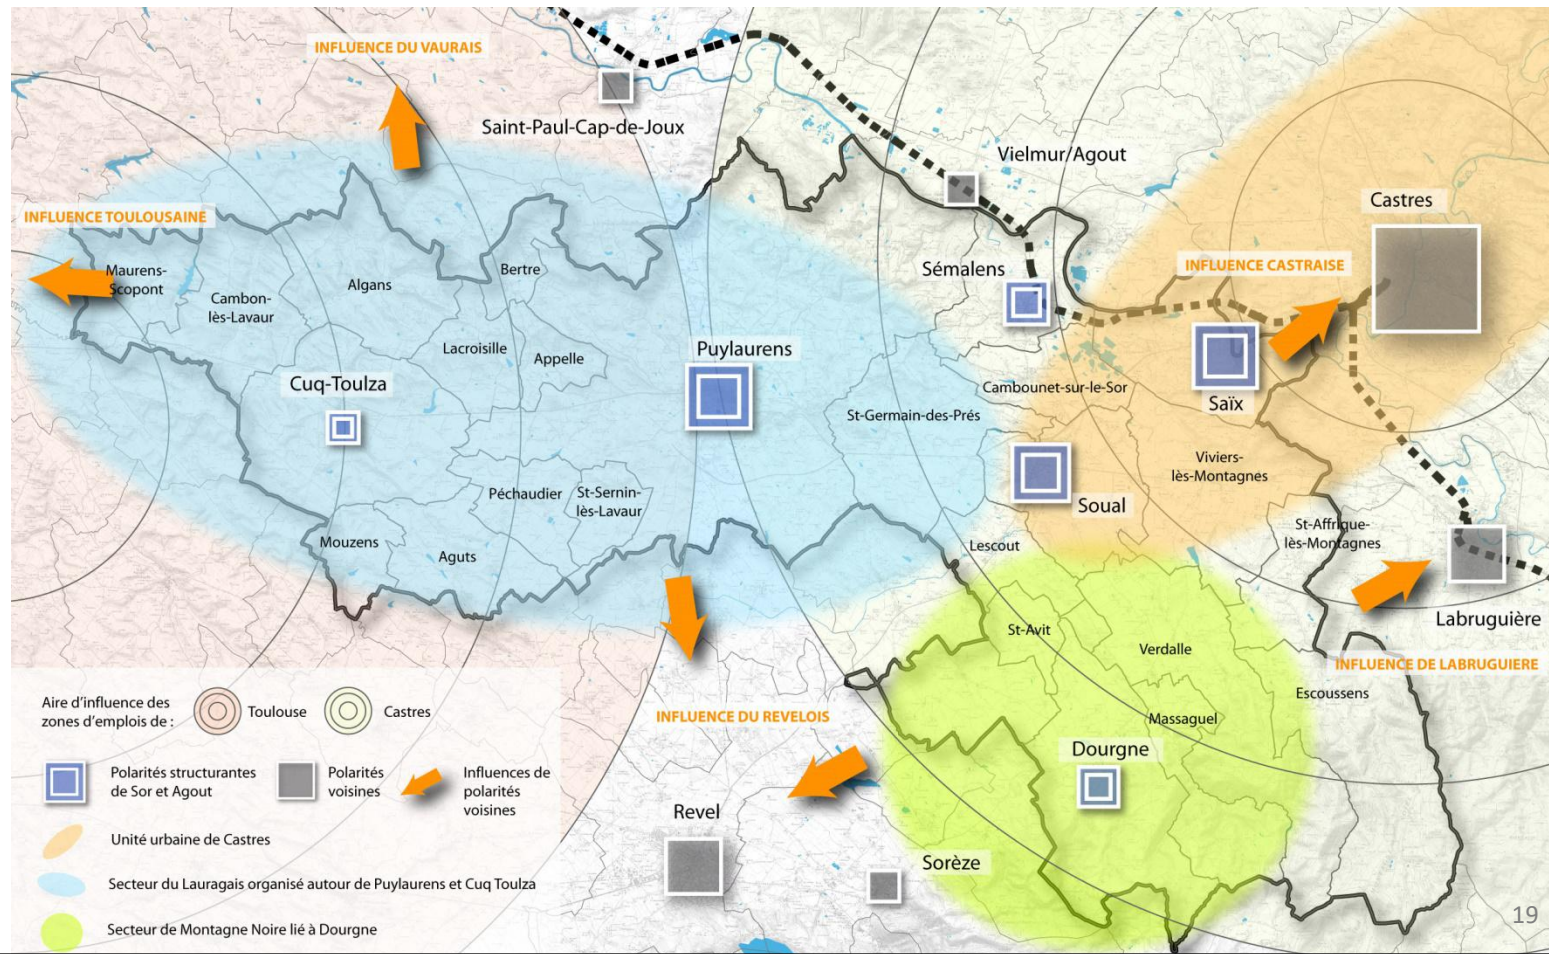 INFLUENCE DU VAURAIS
Saint-Paul-Cap-de-Joux
Vielmur/Agout
Castres
INFLUENCE TOULOUSAINE
Maurens-
Scopont
Cambon-
lès-Lavaur
Algans
Bertre
Sémalens
INFLUENCE CASTRAISE
Lacroisille
Appelle
Puylaurens
Cuq-Toulza
Cambounet-sur-le-Sor
Saïx
St-Germain-des-Prés
Viviers-
lès-Montagnes
Péchaudier
St-Sernin-
lès-Lavaur
Soual
Mouzens
Aguts
Lescout
St-Affrique-
lès-Montagnes
Labruguière
St-Avit
Verdalle
INFLUENCE DE LABRUGUIERE
Escoussens
INFLUENCE DU REVELOIS
Massaguel
Dourgne
Revel
Sorèze
Aire d'influence des
zones d'emplois de :
Toulouse
Castres
Polarités structurantes
de Sor et Agout
Polarités
voisines
Influences de
polarités
voisines
Unité urbaine de Castres
Secteur du Lauragais organisé autour de Puylaurens et Cuq Toulza
Secteur de Montagne Noire lié à Dourgne
19